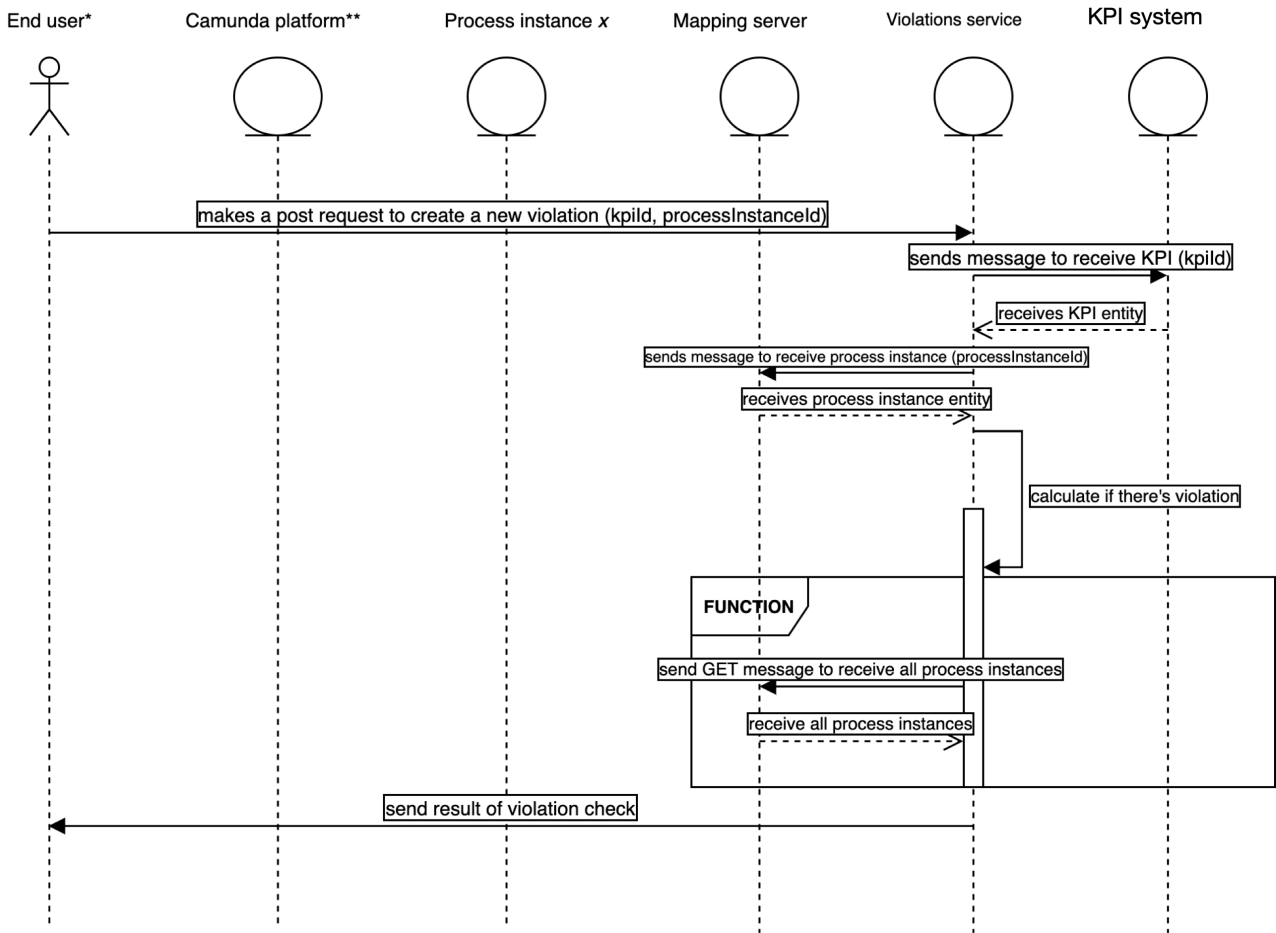 End user*
Camunda platform**
Process instance x
Mapping server
Violations service
KPI system
makes a post request to create a new violation (kpiId, processInstanceId)
sends message to receive KPI (kpiId)
receives KPI entity
sends message to receive process instance (processInstanceId)
receives process instance entity
calculate if there's violation
FUNCTION
send GET message to receive all process instances
receive all process instances
send result of violation check